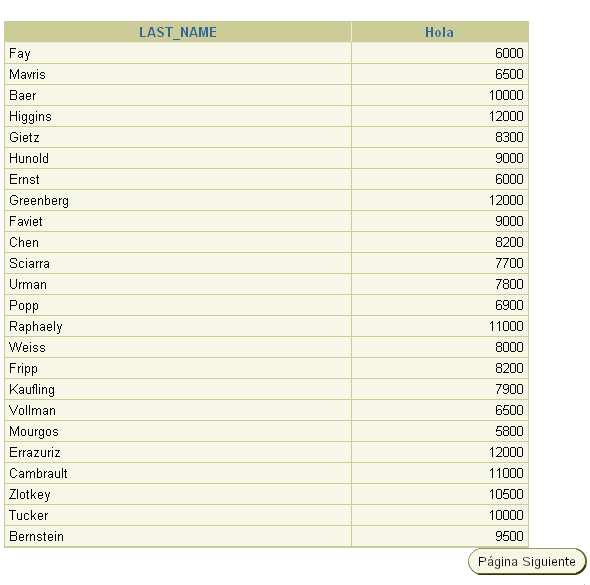 LAST_NAME Hola
Fay 6000
Mavris 6500
Baer 10000
Higgins 12000
Gietz 8300
Hunold 9000
Ernst 6000
Greenberg 12000
Faviet 9000
Chen 8200
Sciarra 7700
Urman 7800
Popp 6900
Raphaely 11000
Weiss 8000
Fripp 8200
Kaufling 7900
Vollman 6500
Mourgos 5800
Errazuriz 12000
Cambrault 11000
Zlotkey 10500
Tucker 10000
Bernstein 9500
Página Siguiente